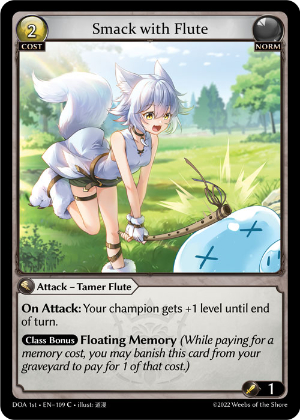 2
COST
Smack with Flute
NORM
Attack – Tamer Flute
On Attack: Your champion gets +1 level until end
of turn.
Class Bonus Floating Memory (While paying for a
memory cost, you may banish this card from your
graveyard to pay for 1 of that cost.)
1
DOA 1st • EN-109 C • illust: 道漫
©2022 Weebs of the Shore